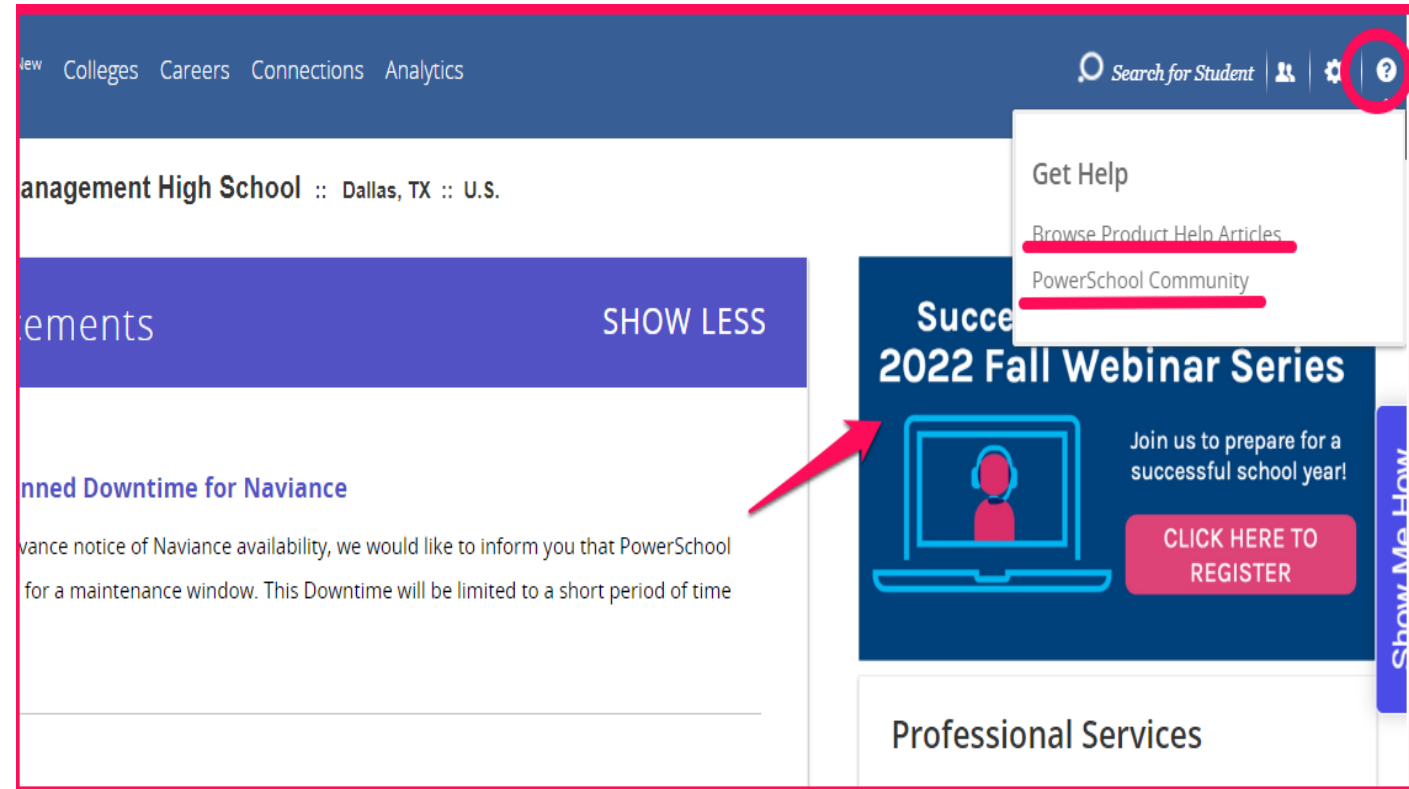 New Colleges Careers Connections Analytics
Search for Student
anagement High School :: Dallas, TX :: U.S.
Get Help
Browse Product Help Articles
PowerSchool Community
ements
SHOW LESS
nned Downtime for Naviance
vance notice of Naviance availability, we would like to inform you that PowerSchool
for a maintenance window. This Downtime will be limited to a short period of time
Succe
2022 Fall Webinar Series
Join us to prepare for a
successful school year!
CLICK HERE TO
REGISTER
Show Me How
Professional Services